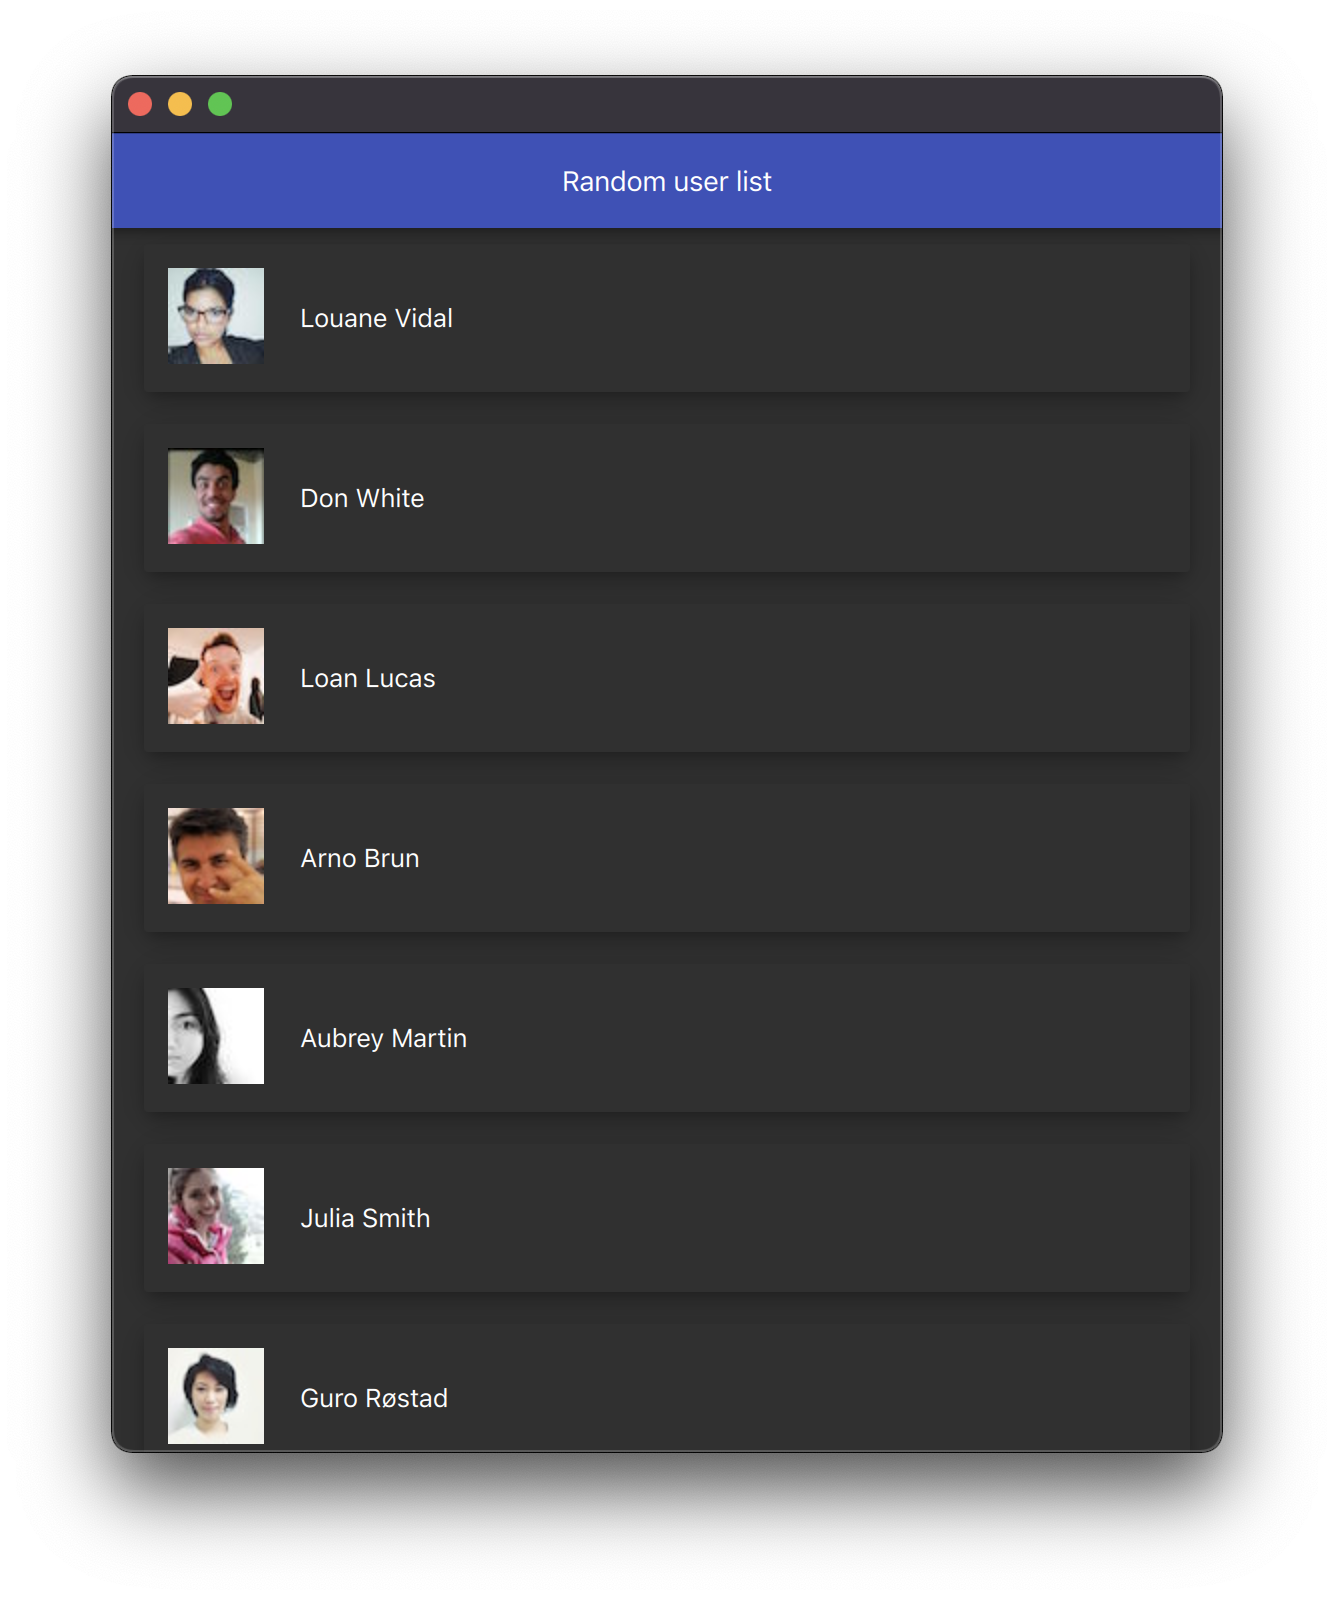 Random user list
Louane Vidal
Don White
Loan Lucas
Arno Brun
Aubrey Martin
Julia Smith
Guro Røstad